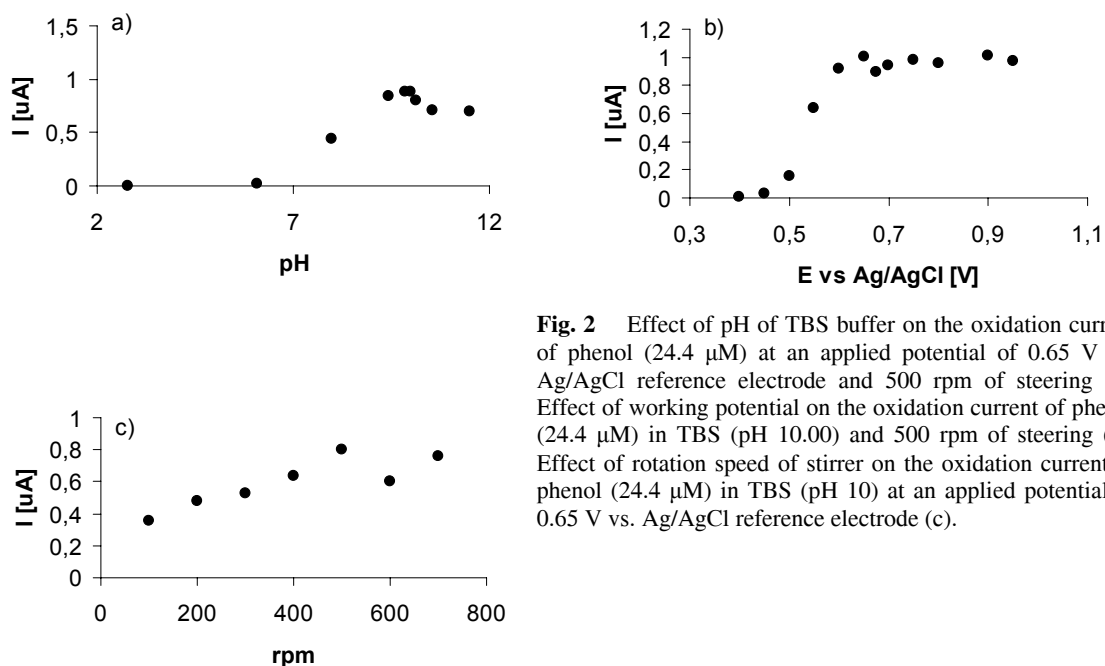 a)
1,5
1
0,5
0
2 7 12
I [uA]
pH
b)
1,2
1
0,8
0,6
0,4
0,2
0
0,3 0,5 0,7 0,9 1,1
I [uA]
E vs Ag/AgCl [V]
Fig. 2 Effect of pH of TBS buffer on the oxidation curr
of phenol (24.4 μM) at an applied potential of 0.65 V
Ag/AgCl reference electrode and 500 rpm of steering
Effect of working potential on the oxidation current of phe
(24.4 μM) in TBS (pH 10.00) and 500 rpm of steering (
Effect of rotation speed of stirrer on the oxidation current
phenol (24.4 μM) in TBS (pH 10) at an applied potential
0.65 V vs. Ag/AgCl reference electrode (c).
c)
1
0,8
0,6
0,4
0,2
0
0 200 400 600 800
I [uA]
rpm